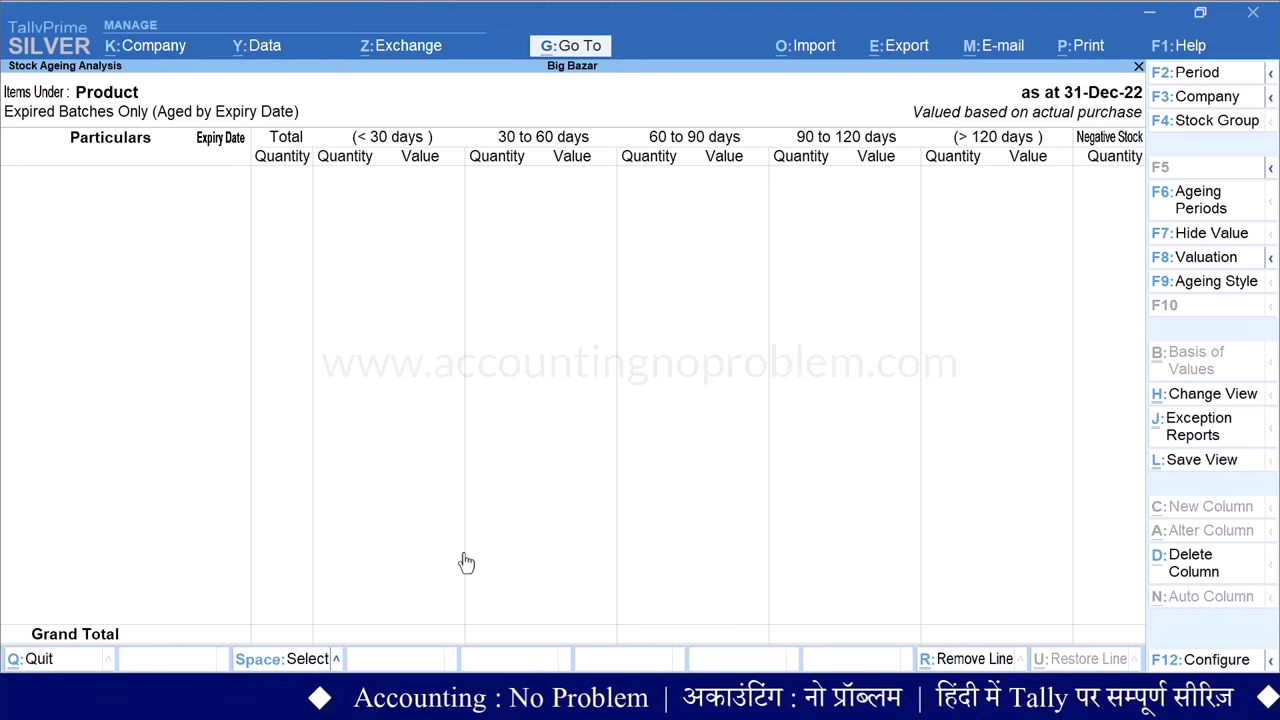 TallyPrime
SILVER
MANAGE
K:Company Y:Data Z:Exchange G:Go To O:Import E:Export M:E-mail P:Print F1:Help
Stock Ageing Analysis Big Bazar
Items Under: Product as at 31-Dec-22
Expired Batches Only (Aged by Expiry Date) Valued based on actual purchase
Particulars Expiry Date Total (< 30 days ) 30 to 60 days 60 to 90 days 90 to 120 days (> 120 days ) Negative Stock
Quantity Quantity Value Quantity Value Quantity Value Quantity Value Quantity Value Quantity
www.accountingnoproblem.com
Grand Total
Q:Quit Space:Select R:Remove Line U:Restore Line
F2:Period
F3:Company
F4:Stock Group
F5
F6:Ageing
Periods
F7:Hide Value
F8:Valuation
F9:Ageing Style
F10
B:Basis of
Values
H:Change View
J:Exception
Reports
L:Save View
C:New Column
A:Alter Column
D:Delete
Column
N:Auto Column
F12:Configure
Accounting : No Problem | अकाउंटिंग : नो प्रॉब्लम | हिंदी में Tally पर सम्पूर्ण सीरिज़